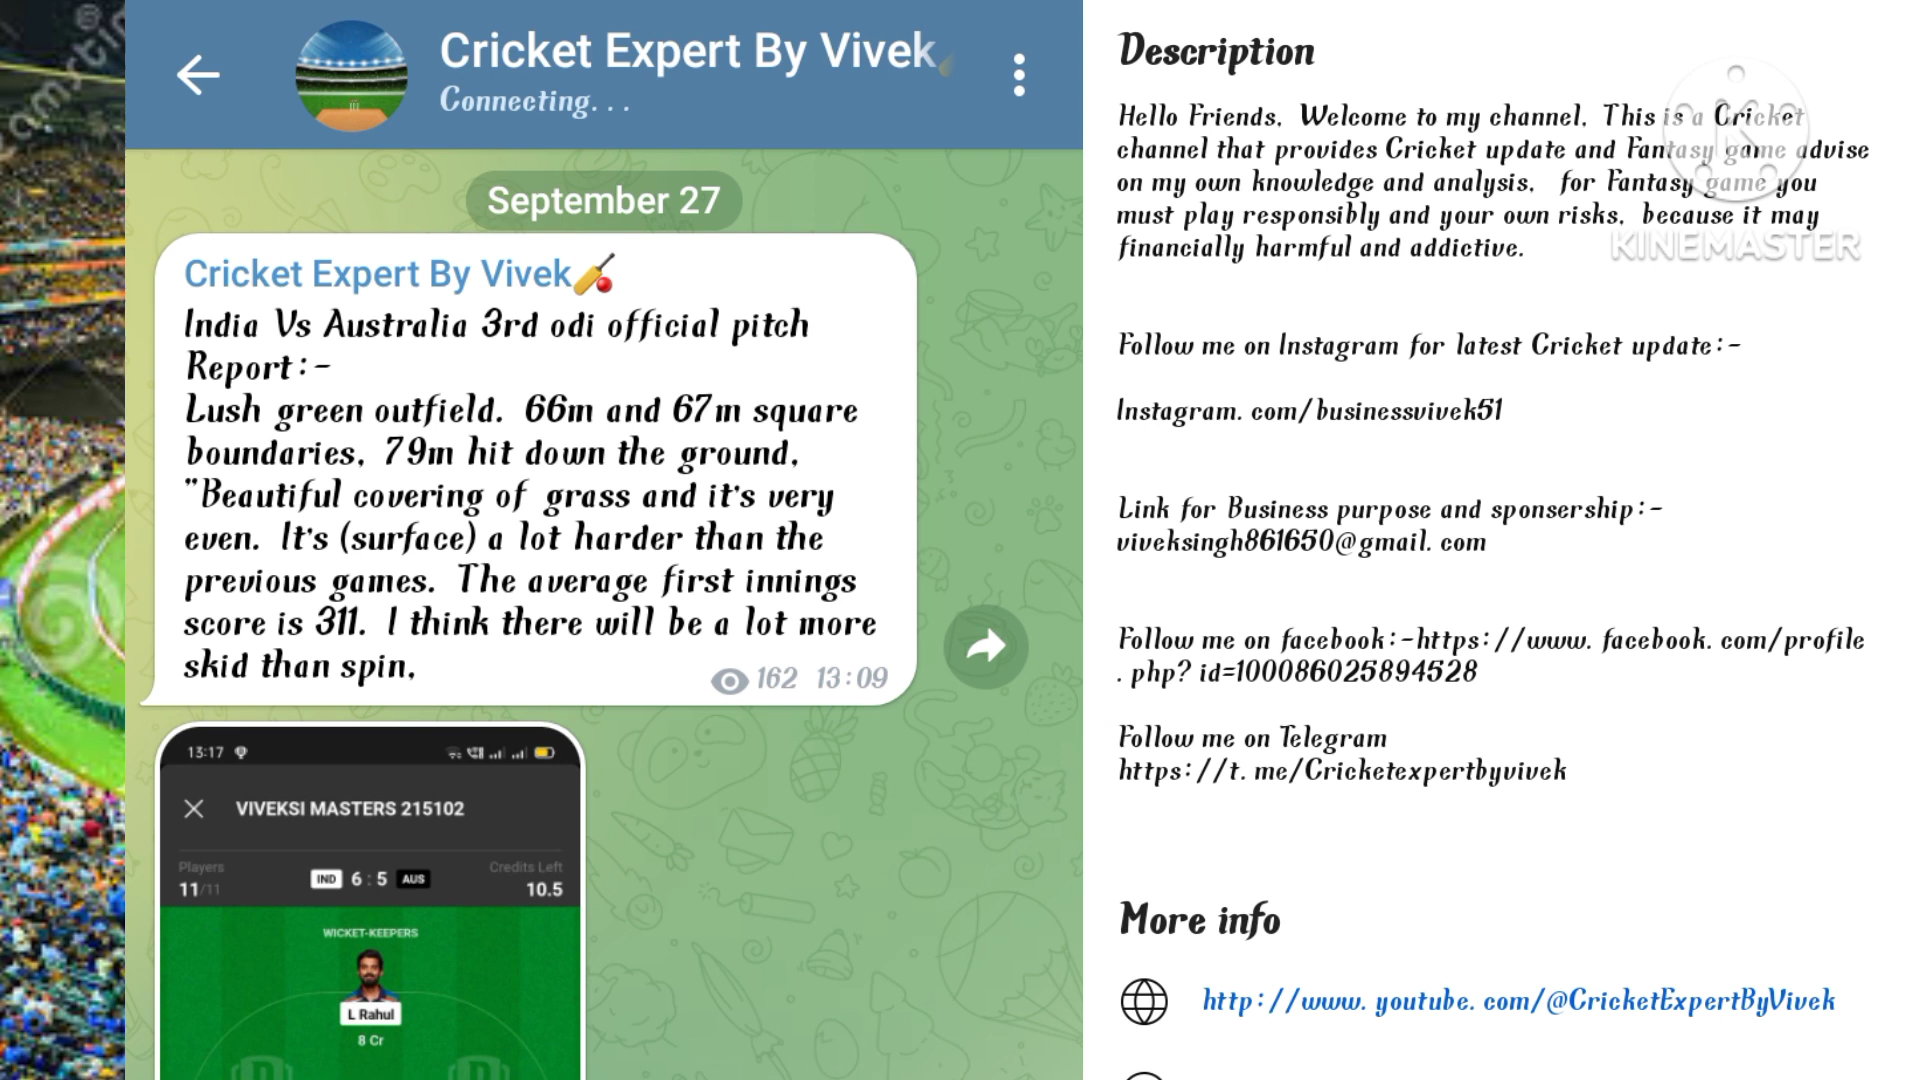 Cricket Expert By Vivek
Connecting...
September 27
Cricket Expert By Vivek
India Vs Australia 3rd odi official pitch
Report:-
Lush green outfield. 66m and 67m square
boundaries, 79m hit down the ground,
"Beautiful covering of grass and it's very
even. It's (surface) a lot harder than the
previous games. The average first innings
score is 311. I think there will be a lot more
skid than spin,
162 13:09
13:17
VIVEKSI MASTERS 215102
Players
Credits Left
11/11
IND 6 : 5 AUS
10.5
WICKET-KEEPERS
L Rahul
8 Cr
Description
Hello Friends, Welcome to my channel, This is a Cricket
channel that provides Cricket update and Fantasy game advise
on my own knowledge and analysis, for Fantasy game you
must play responsibly and your own risks, because it may
financially harmful and addictive.
KINEMASTER
Follow me on Instagram for latest Cricket update:-
Instagram. com/businessvivek51
Link for Business purpose and sponsership:-
viveksingh861650@gmail. com
Follow me on facebook:-https://www. facebook. com/profile
. php? id=100086025894528
Follow me on Telegram
https://t. me/Cricketexpertbyvivek
More info
http://www. youtube. com/@CricketExpertByVivek